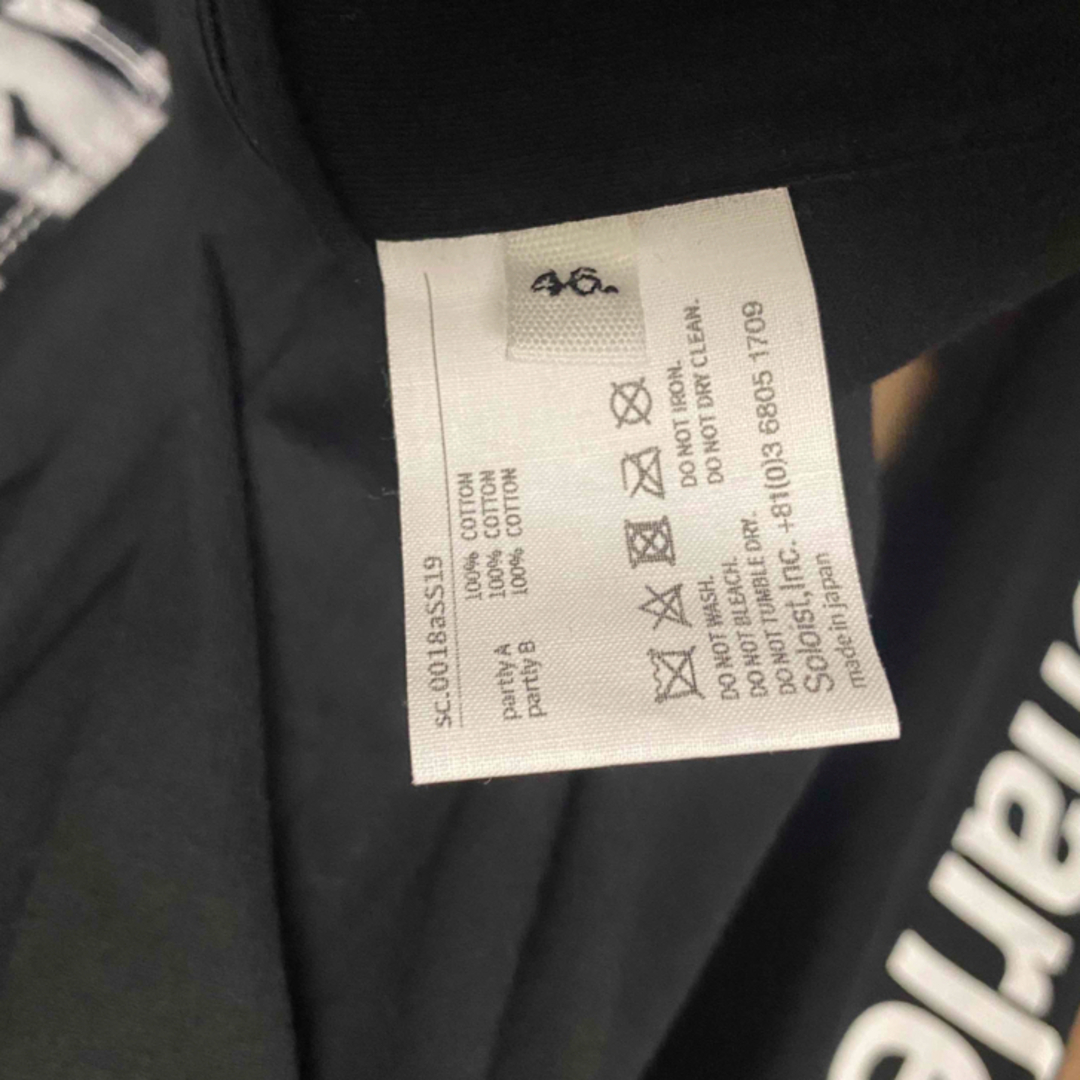 46.
sc.0018aSS19
100% COTTON
partly A 100% COTTON
partly B 100% COTTON
DO NOT WASH. DO NOT IRON.
DO NOT BLEACH. DO NOT DRY CLEAN.
DO NOT TUMBLE DRY.
Soloist,Inc. +81(0)3 6805 1709
made in japan